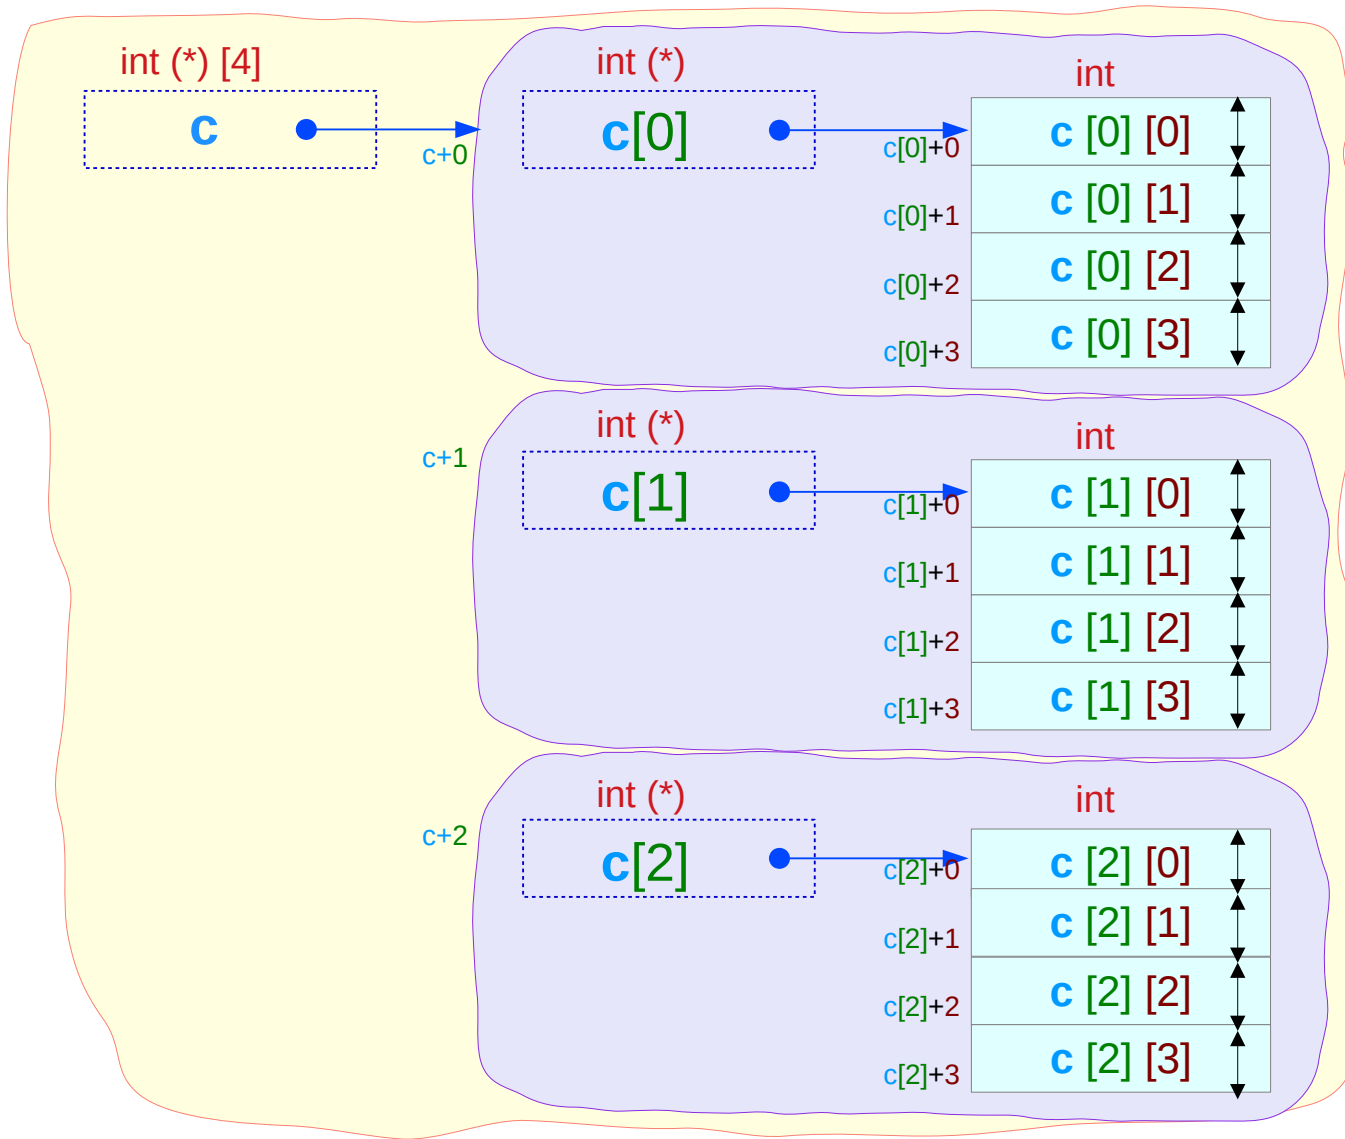 int (*) [4]
int (*)
int
c
c[0]
c [0] [0]
c+0
c[0]+0
c [0] [1]
c[0]+1
c [0] [2]
c[0]+2
c [0] [3]
c[0]+3
int (*)
int
c+1
c[1]
c [1] [0]
c[1]+0
c [1] [1]
c[1]+1
c [1] [2]
c[1]+2
c [1] [3]
c[1]+3
int (*)
int
c+2
c[2]
c [2] [0]
c[2]+0
c [2] [1]
c[2]+1
c [2] [2]
c[2]+2
c [2] [3]
c[2]+3